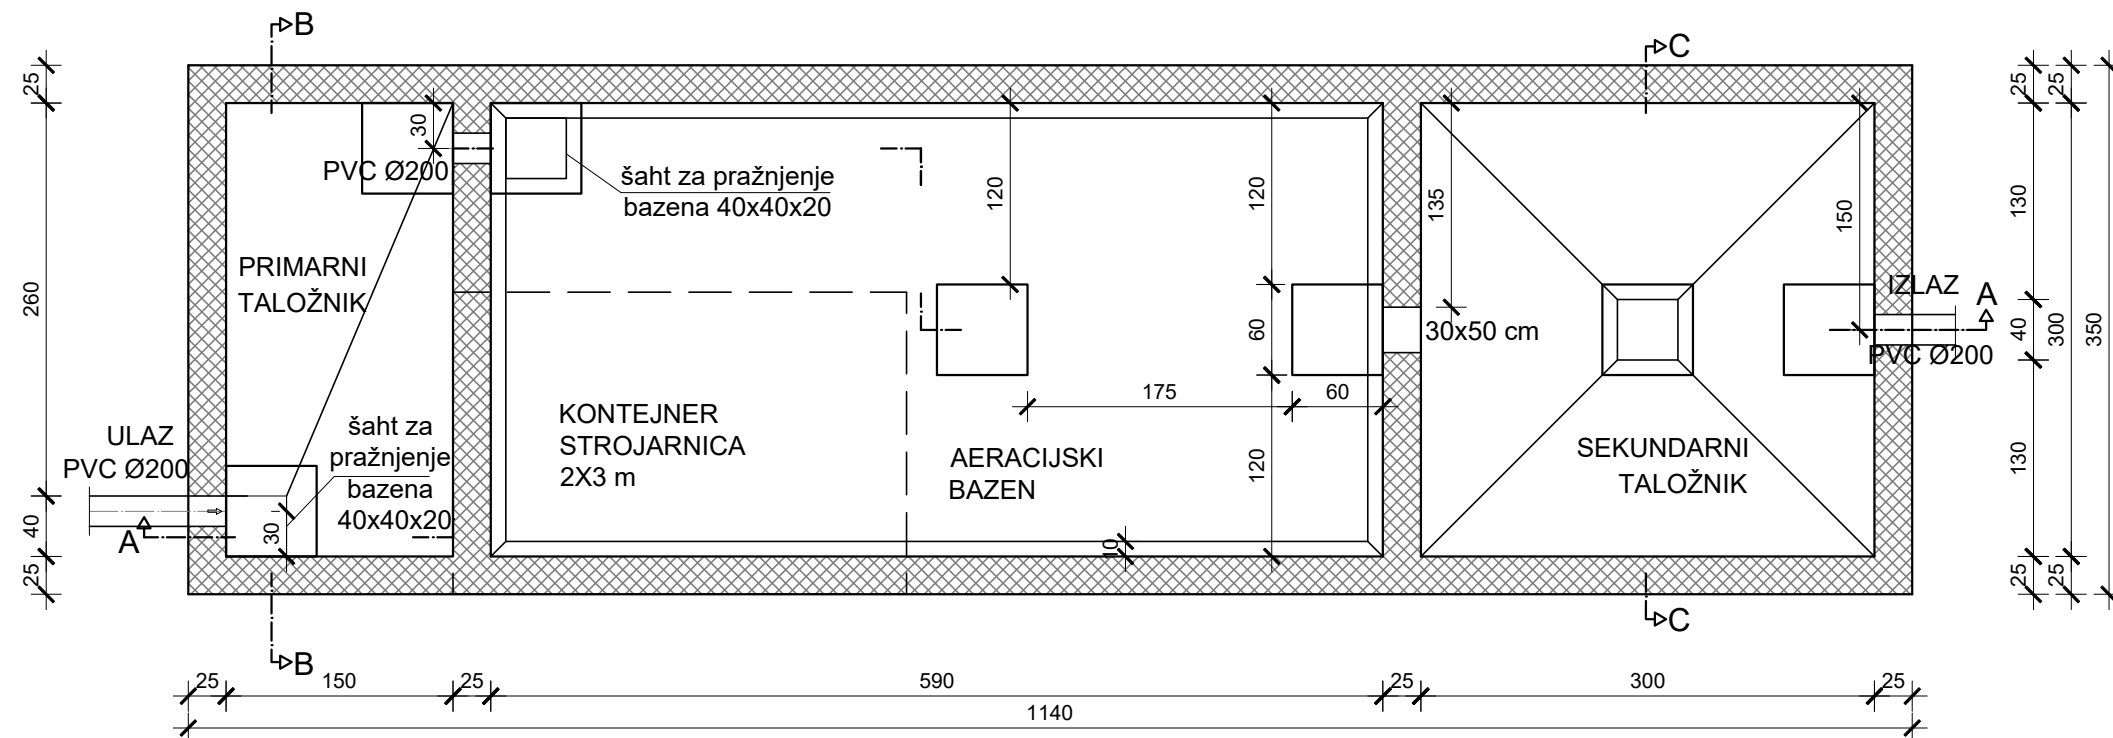 B
C
25
25
25
30
PVC Ø200
šaht za pražnjenje
bazena 40x40x20
120
120
135
150
130
PRIMARNI
TALOŽNIK
260
IZLAZ
A
30x50 cm
60
40
300
350
PVC Ø200
175
60
KONTEJNER
STROJARNICA
2X3 m
ULAZ
PVC Ø200
šaht za
pražnjenje
bazena
40x40x20
AERACIJSKI
BAZEN
120
SEKUNDARNI
TALOŽNIK
130
40
A
30
10
25
25
25
B
C
25
150
25
590
25
300
25
1140